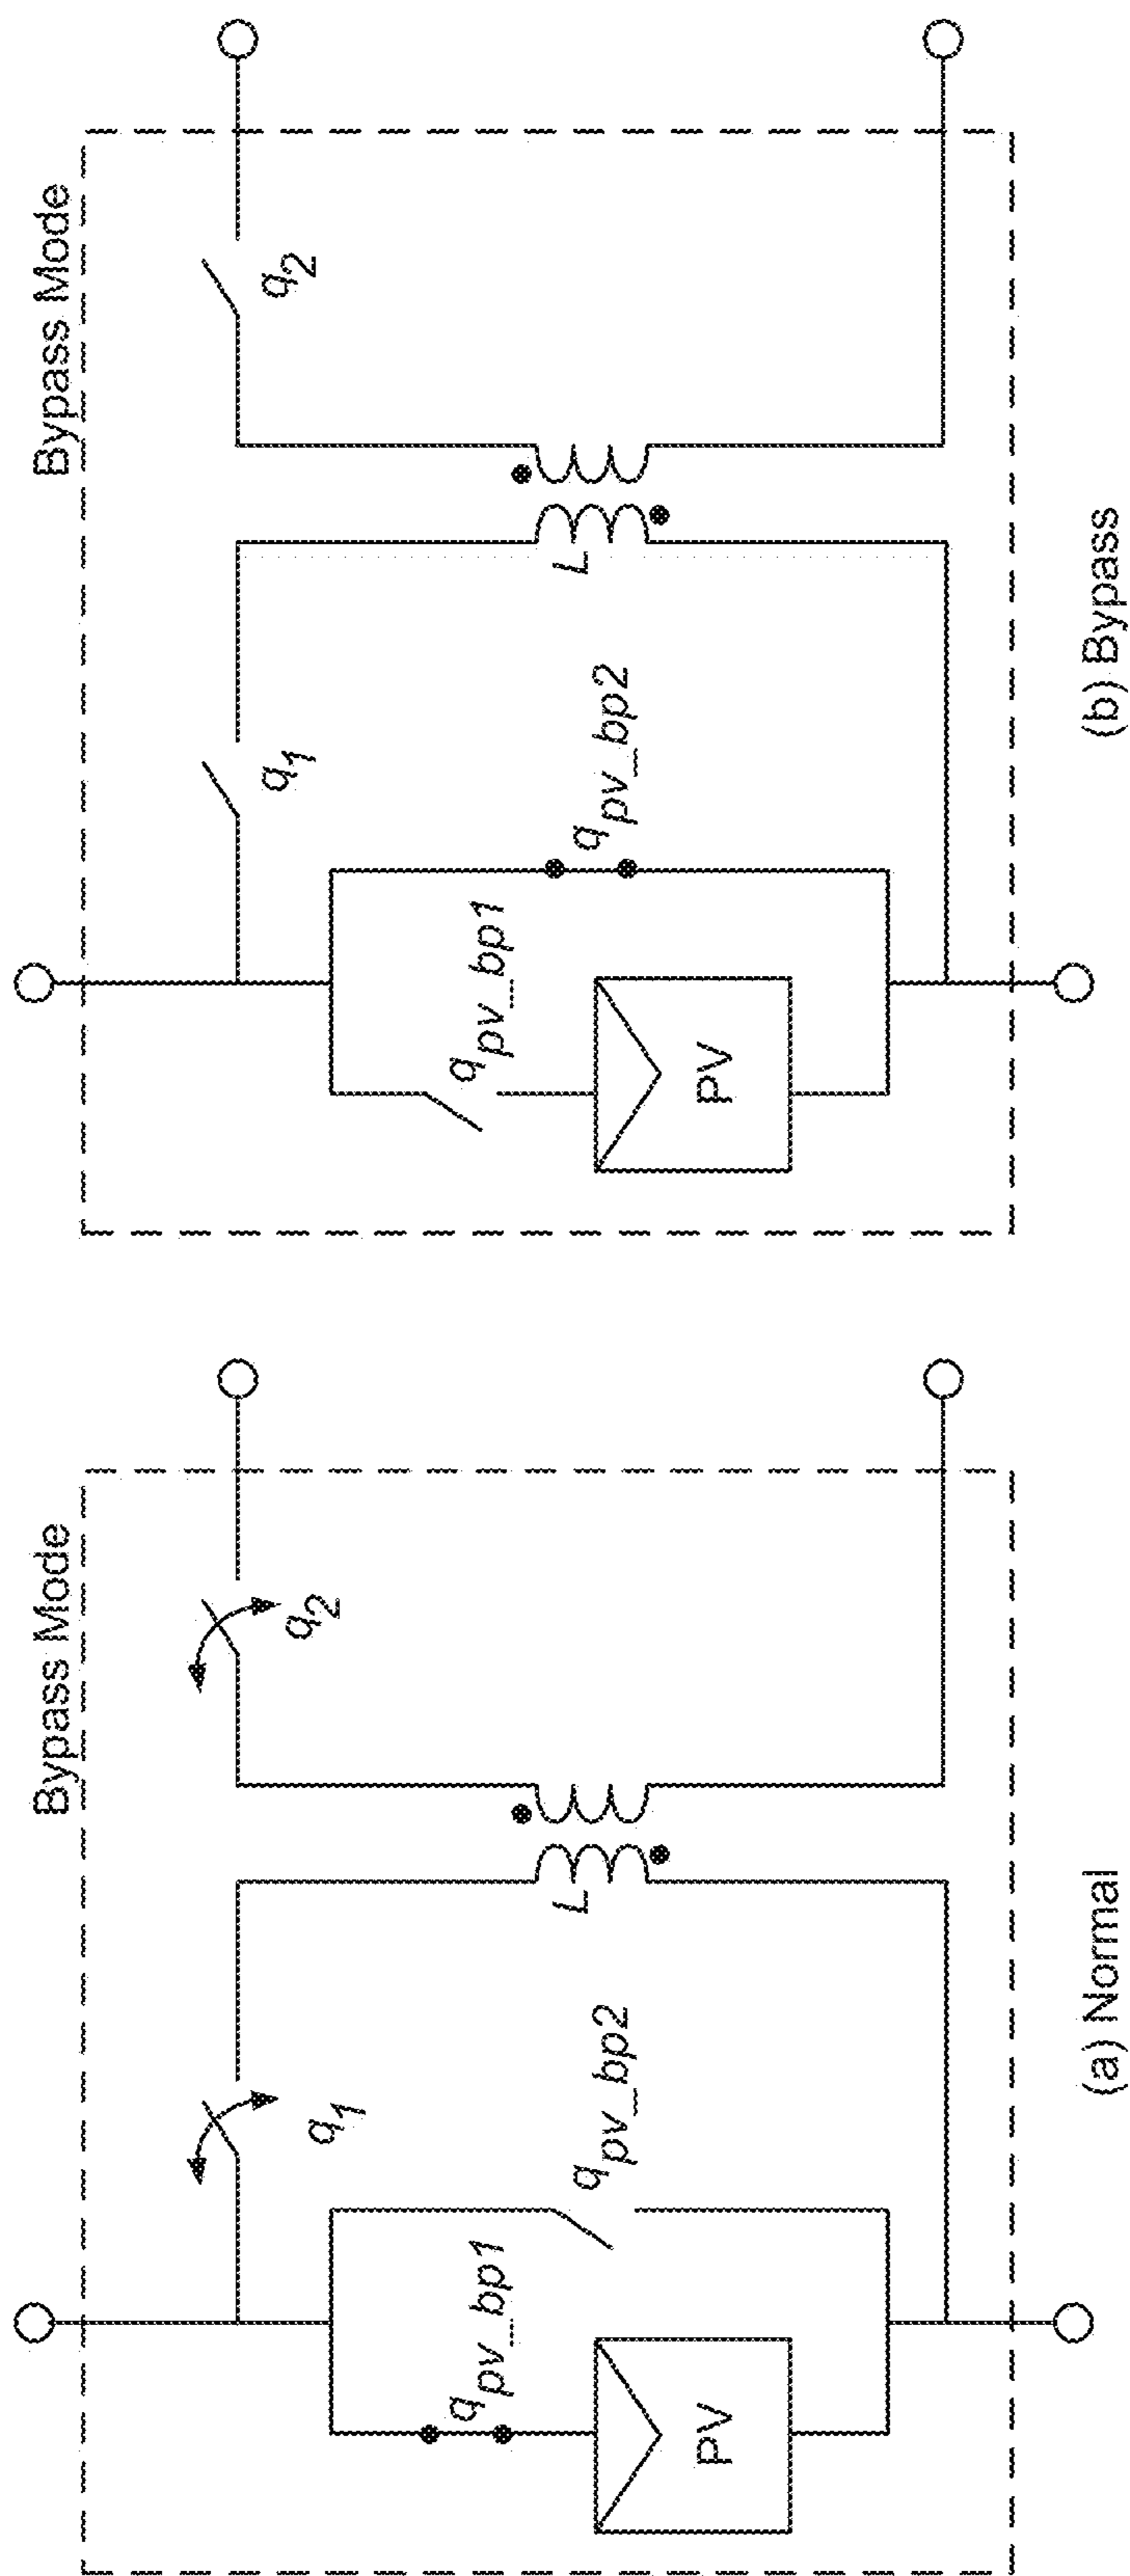 Bypass Mode
q1
q2
qpv_bp1
qpv_bp2
L
PV
(a) Normal
Bypass Mode
q1
q2
qpv_bp1
qpv_bp2
L
PV
(b) Bypass